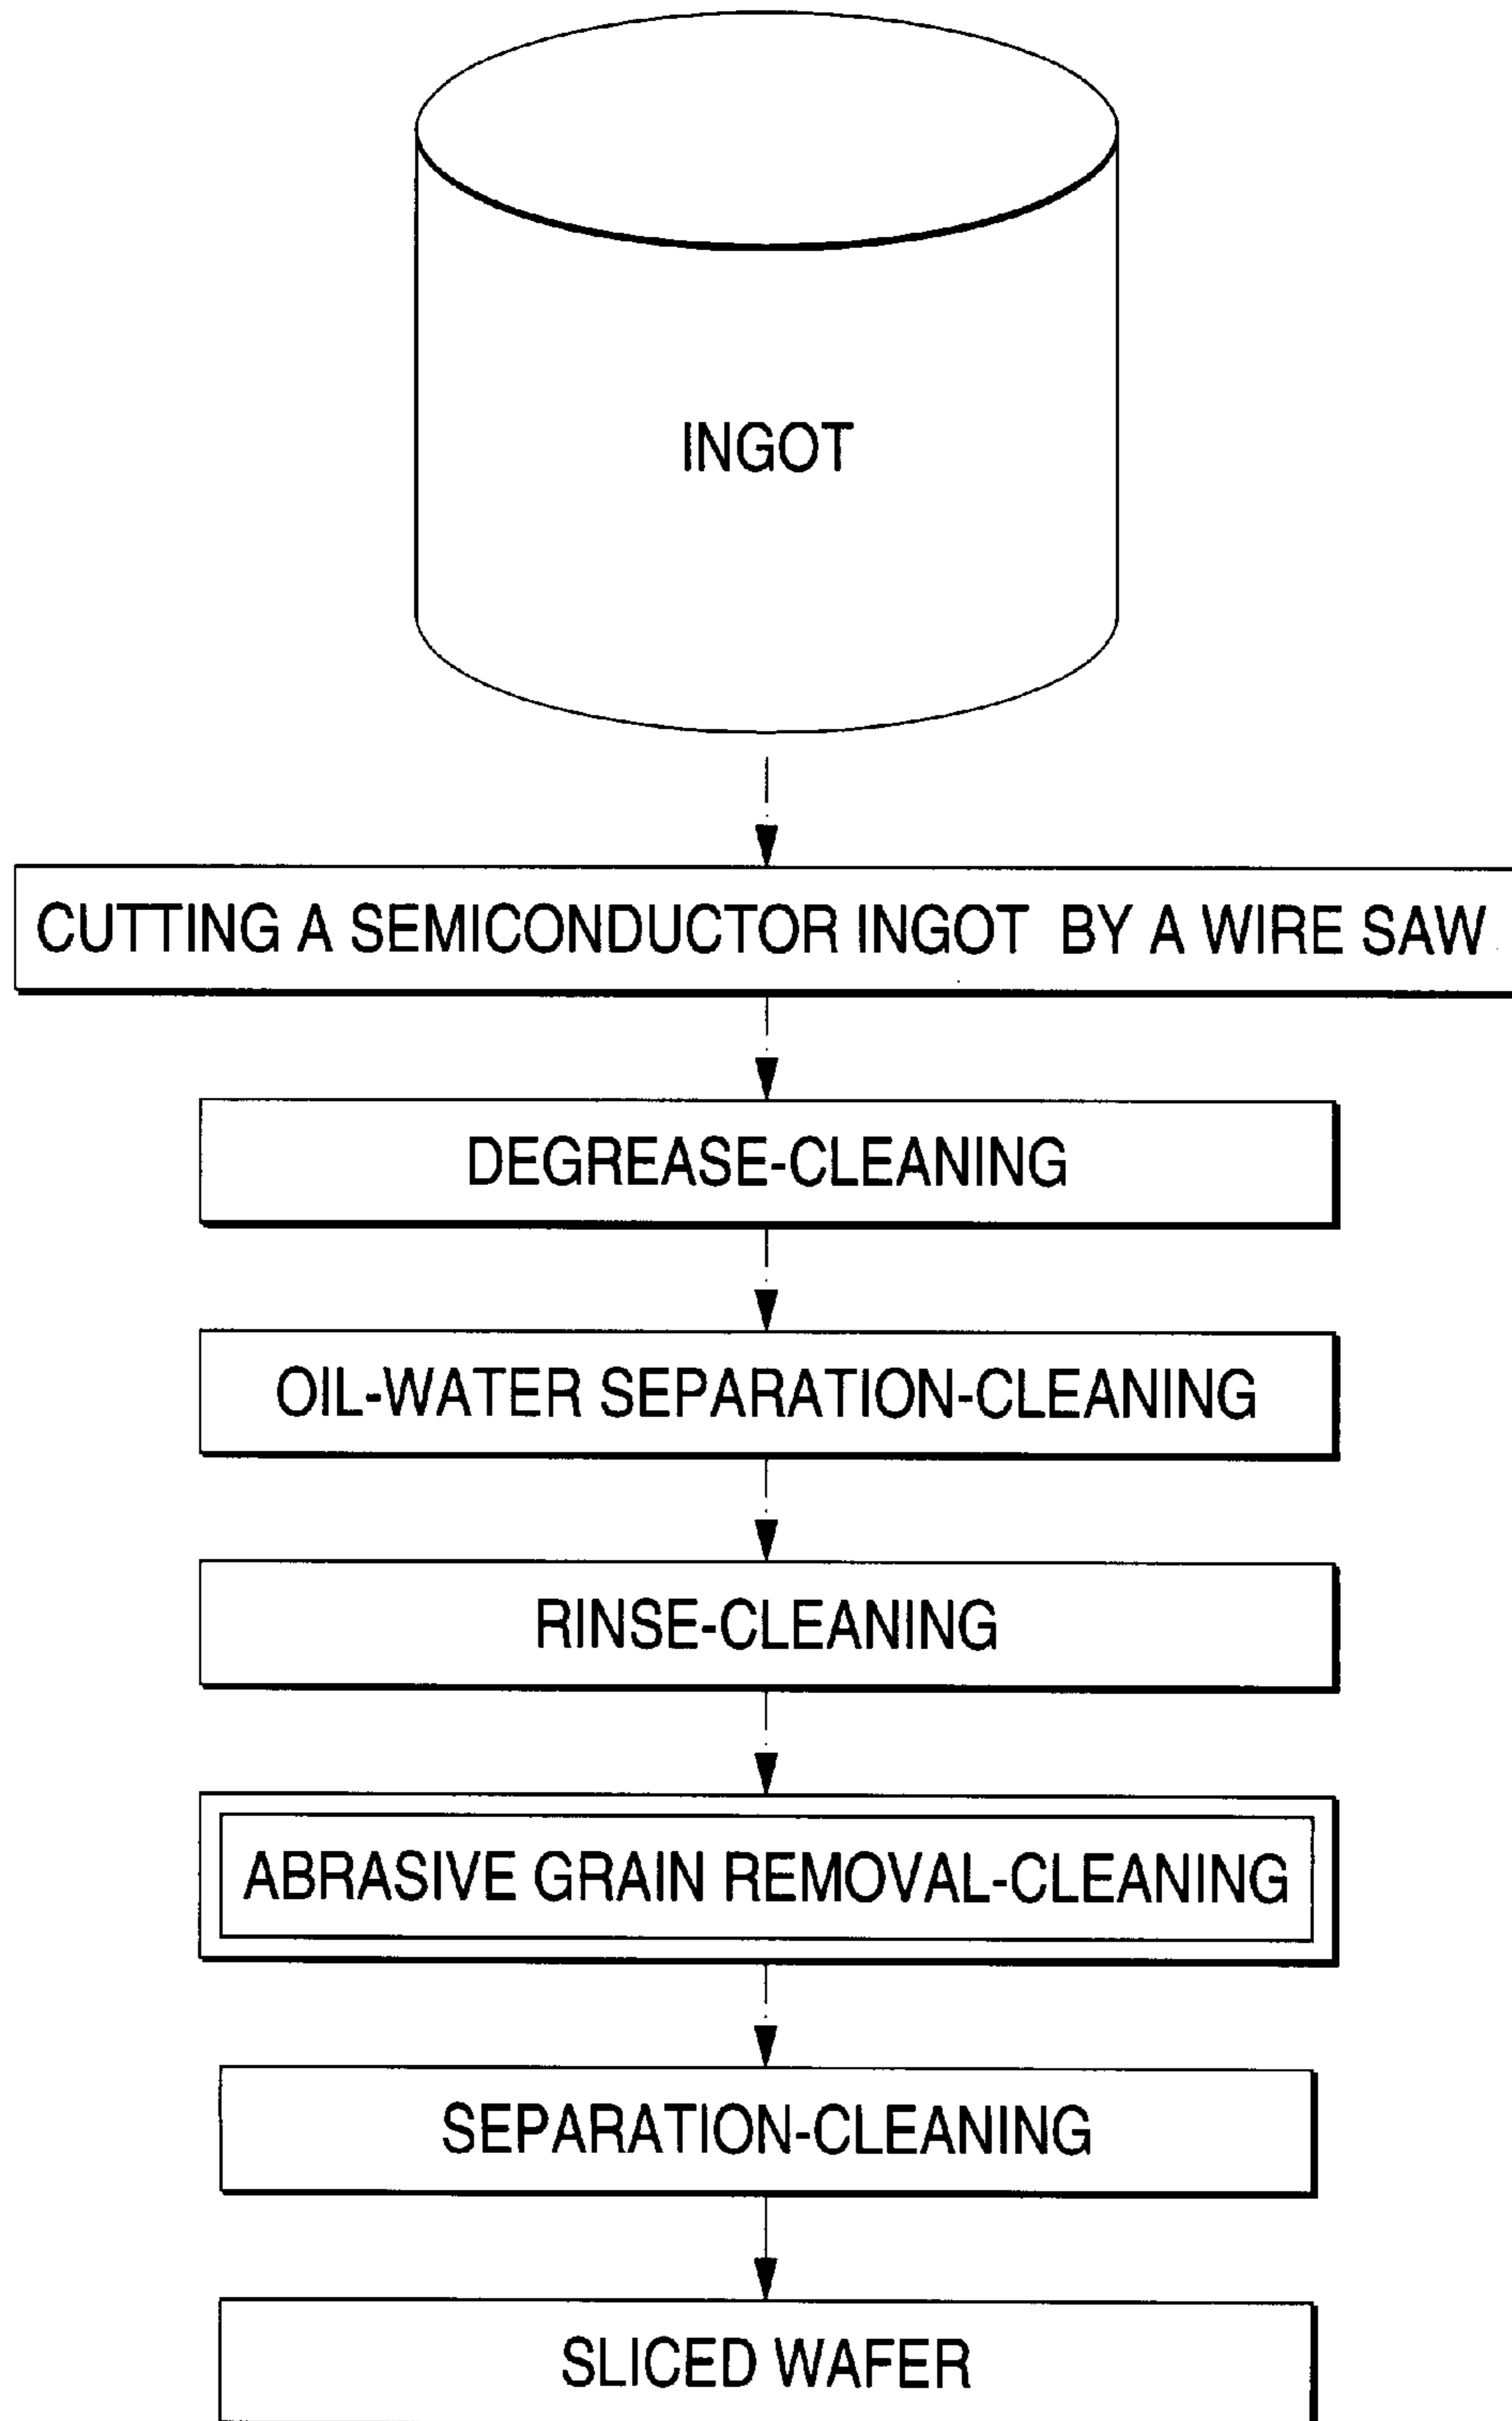 INGOT
CUTTING A SEMICONDUCTOR INGOT BY A WIRE SAW
DEGREASE-CLEANING
OIL-WATER SEPARATION-CLEANING
RINSE-CLEANING
ABRASIVE GRAIN REMOVAL-CLEANING
SEPARATION-CLEANING
SLICED WAFER